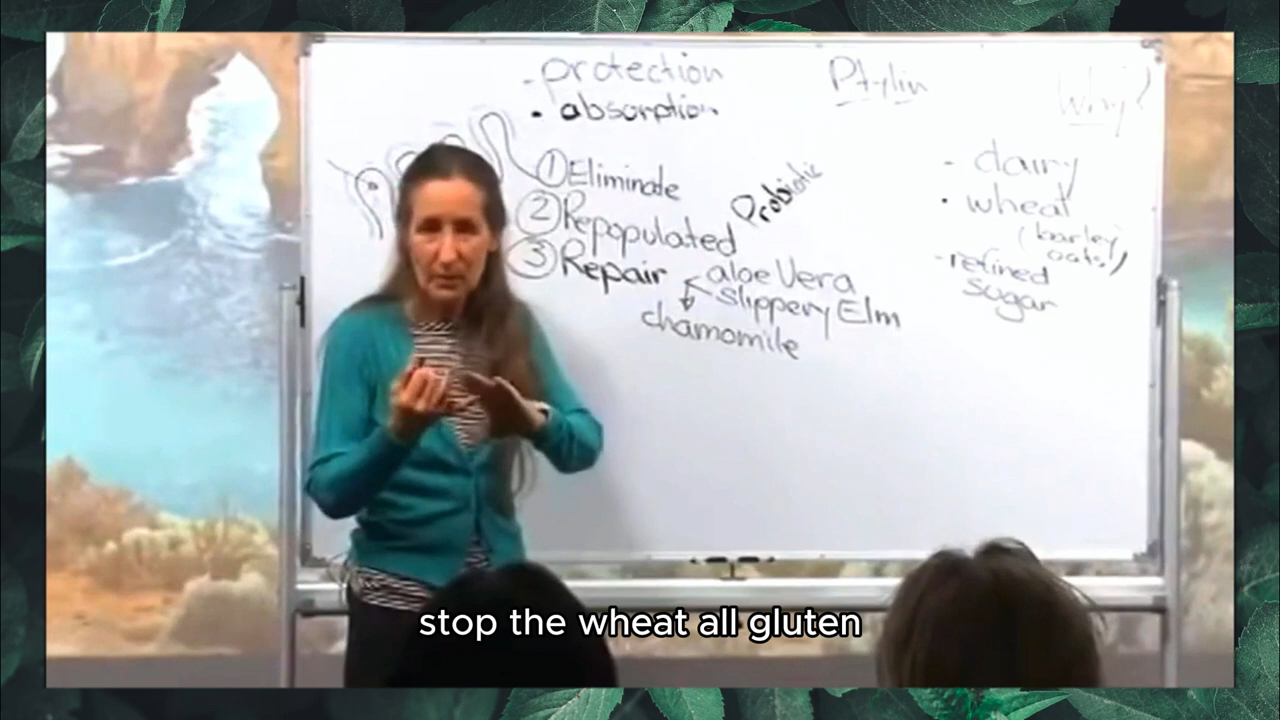 - protection
• absorption
Ptylin
Why?
① Eliminate
② Repopulated
Probiotic
③ Repair
aloe Vera
slippery Elm
chamomile
- dairy
• wheat
(barley
oats)
- refined
sugar
stop the wheat all gluten